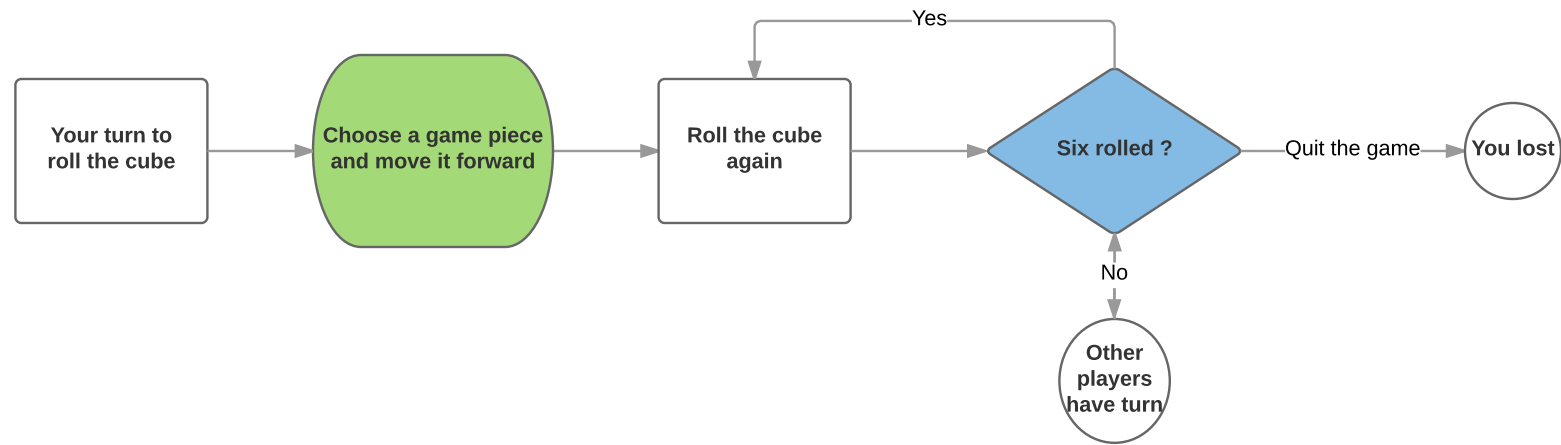 Yes
Your turn to
roll the cube
Choose a game piece
and move it forward
Roll the cube
again
Six rolled ?
Quit the game
You lost
No
Other
players
have turn